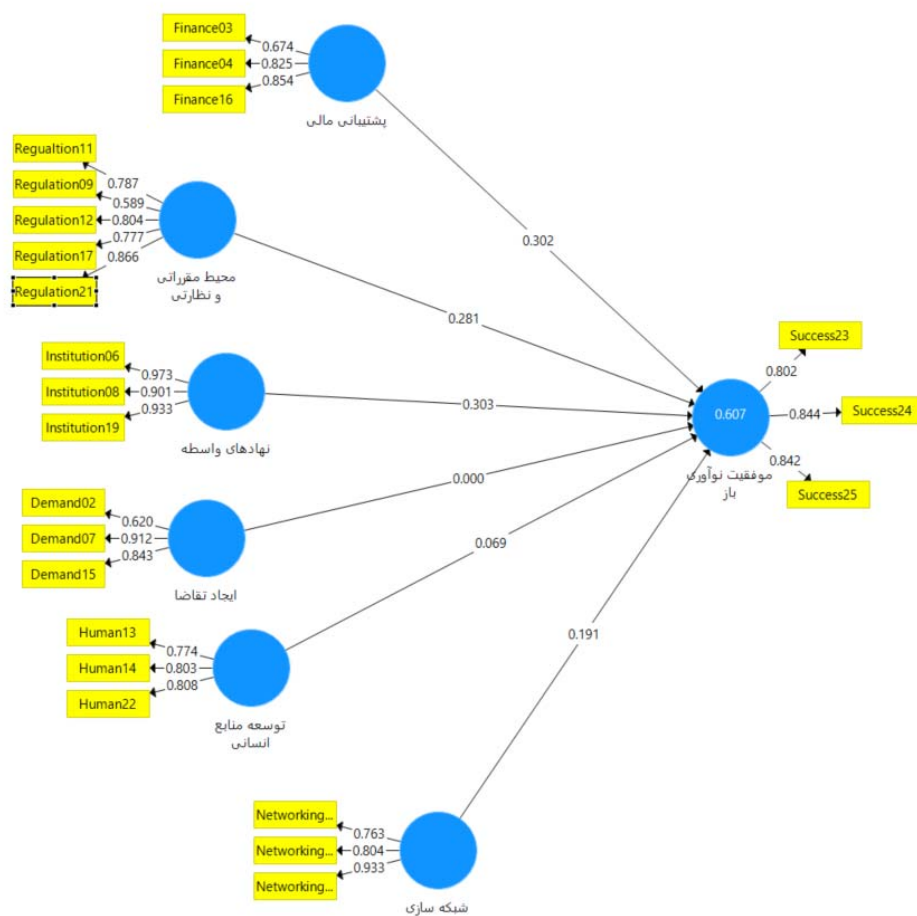 Finance03
Finance04
Finance16
0.674
0.825
0.854
پشتیبانی مالی
Regualtion11
Regulation09
Regulation12
Regulation17
Regulation21
0.787
0.589
0.804
0.777
0.866
محیط مقرراتی
و نظارتی
0.302
0.281
Institution06
Institution08
Institution19
0.973
0.901
0.933
نهادهای واسطه
0.303
Success23
0.802
0.607
0.844
Success24
0.842
Success25
موفقیت نوآوری
باز
Demand02
Demand07
Demand15
0.620
0.912
0.843
ایجاد تقاضا
0.000
0.069
Human13
Human14
Human22
0.774
0.803
0.808
توسعه منابع
انسانی
0.191
Networking...
Networking...
Networking...
0.763
0.804
0.933
شبکه سازی